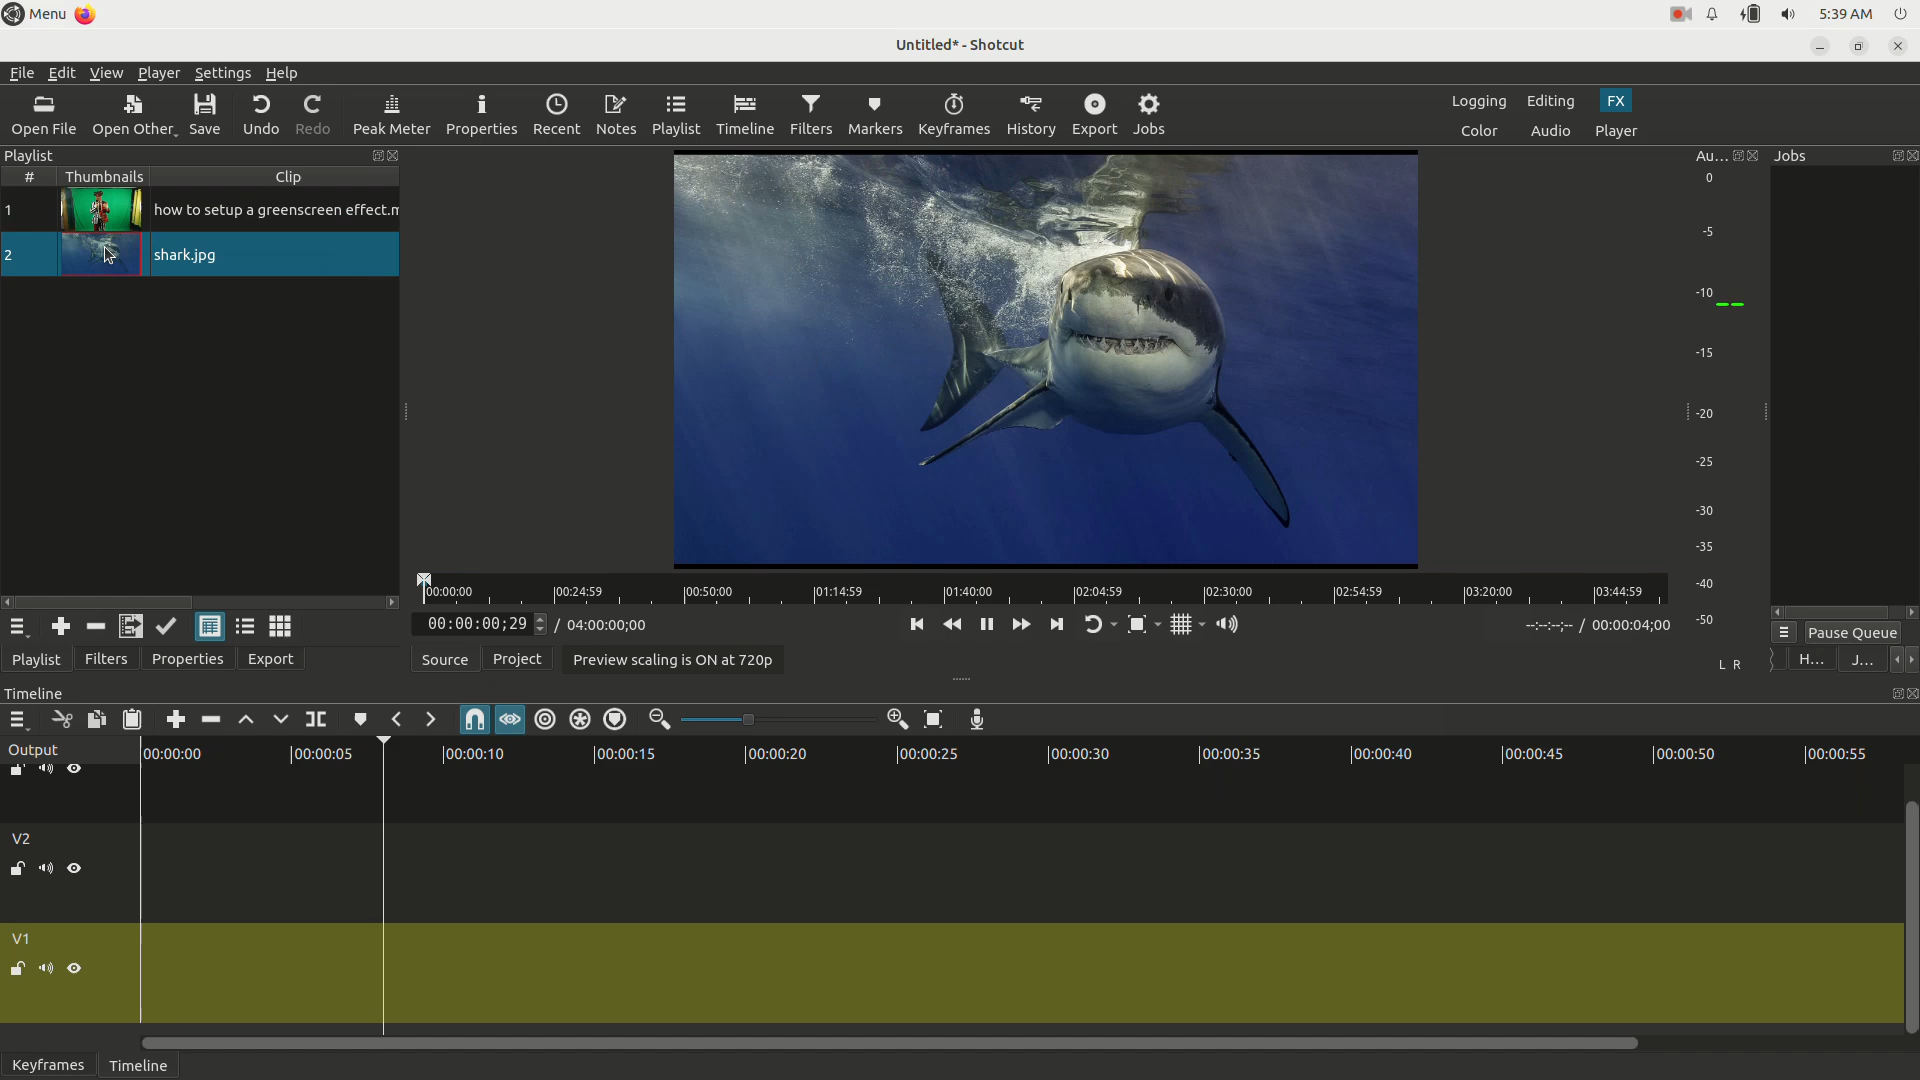 Menu 5:39 AM
Untitled* - Shotcut
File Edit View Player Settings Help
Open File Open Other Save Undo Redo Peak Meter Properties Recent Notes Playlist Timeline Filters Markers Keyframes History Export Jobs
Logging Editing FX
Color Audio Player
Playlist
# Thumbnails Clip
1 how to setup a greenscreen effect.m
2 shark.jpg
Au... Jobs
0
-5
-10
-15
-20
-25
-30
-35
-40
-50
L R
00:00:00 00:24:59 00:50:00 01:14:59 01:40:00 02:04:59 02:30:00 02:54:59 03:20:00 03:44:59
00:00:00;29 / 04:00:00;00 --:--:--;-- / 00:00:04;00
Pause Queue
Playlist Filters Properties Export
Source Project Preview scaling is ON at 720p
H... J...
Timeline
Output 00:00:00 00:00:05 00:00:10 00:00:15 00:00:20 00:00:25 00:00:30 00:00:35 00:00:40 00:00:45 00:00:50 00:00:55
V2
V1
Keyframes Timeline